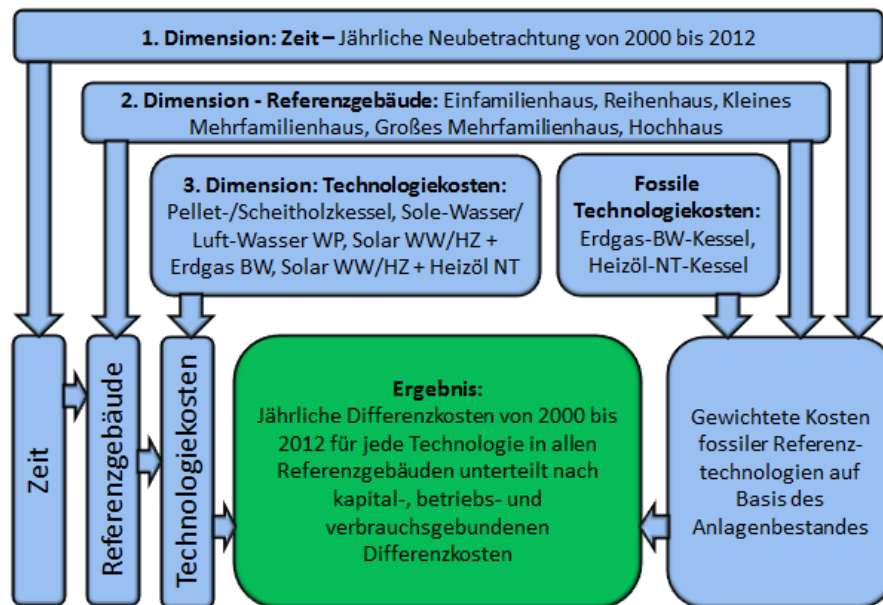 1. Dimension: Zeit – Jährliche Neubetrachtung von 2000 bis 2012
2. Dimension - Referenzgebäude: Einfamilienhaus, Reihenhaus, Kleines
Mehrfamilienhaus, Großes Mehrfamilienhaus, Hochhaus
3. Dimension: Technologiekosten:
Pellet-/Scheitholzkessel, Sole-Wasser/
Luft-Wasser WP, Solar WW/HZ +
Erdgas BW, Solar WW/HZ + Heizöl NT
Fossile
Technologiekosten:
Erdgas-BW-Kessel,
Heizöl-NT-Kessel
Zeit
Referenzgebäude
Technologiekosten
Ergebnis:
Jährliche Differenzkosten von 2000 bis
2012 für jede Technologie in allen
Referenzgebäuden unterteilt nach
kapital-, betriebs- und
verbrauchsgebundenen
Differenzkosten
Gewichtete Kosten
fossiler Referenz-
technologien auf
Basis des
Anlagenbestandes